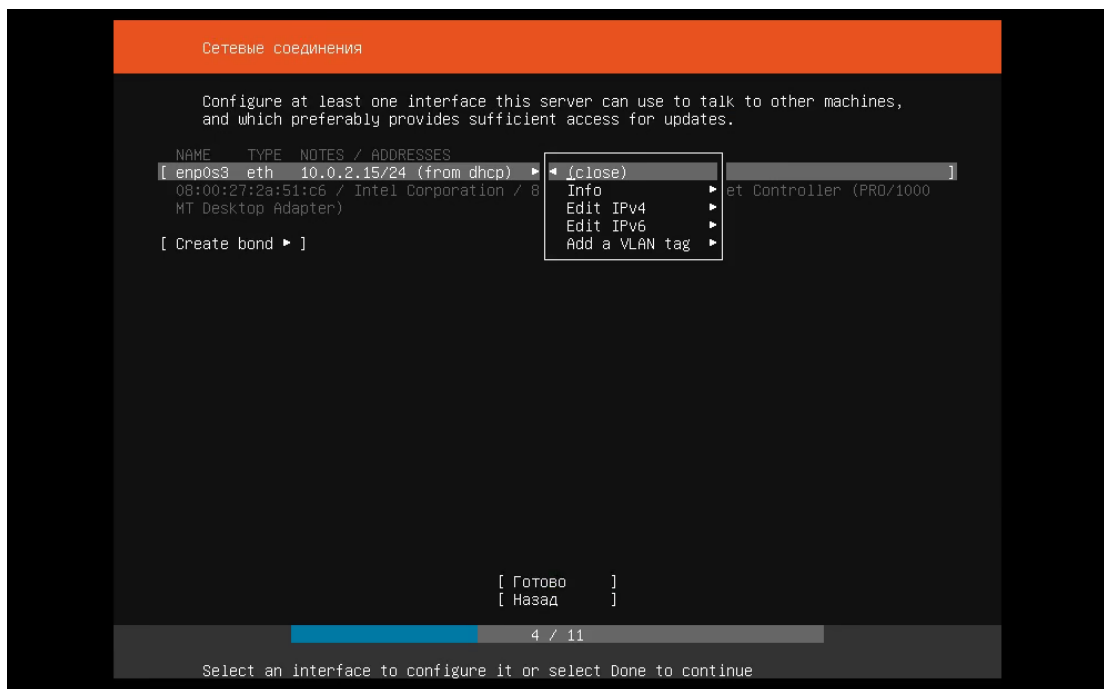 Сетевые соединения
Configure at least one interface this server can use to talk to other machines,
and which preferably provides sufficient access for updates.
NAME TYPE NOTES / ADDRESSES
[ enp0s3 eth 10.0.2.15/24 (from dhcp) ▸ ◂ (close) ]
08:00:27:2a:51:c6 / Intel Corporation / 8 Info ▸ et Controller (PRO/1000
MT Desktop Adapter) Edit IPv4 ▸
Edit IPv6 ▸
[ Create bond ▸ ] Add a VLAN tag ▸
[ Готово ]
[ Назад ]
4 / 11
Select an interface to configure it or select Done to continue